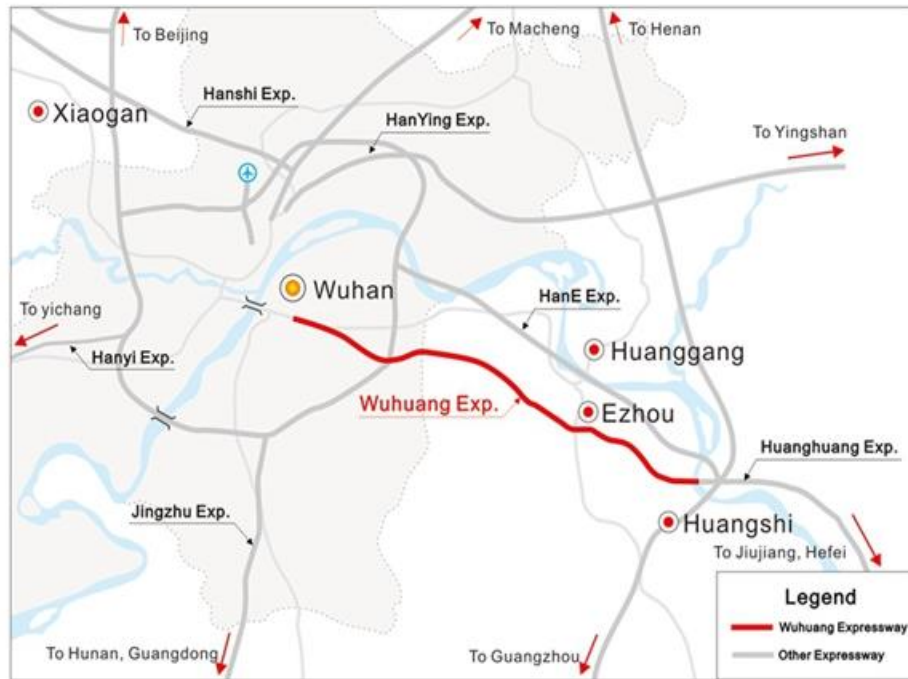 To Beijing
To Macheng
To Henan
Hanshi Exp.
Xiaogan
HanYing Exp.
To Yingshan
Wuhan
To yichang
HanE Exp.
Hanyi Exp.
Huanggang
Wuhuang Exp.
Ezhou
Huanghuang Exp.
Jingzhu Exp.
Huangshi
To Jiujiang, Hefei
Legend
Wuhuang Expressway
Other Expressway
To Hunan, Guangdong
To Guangzhou